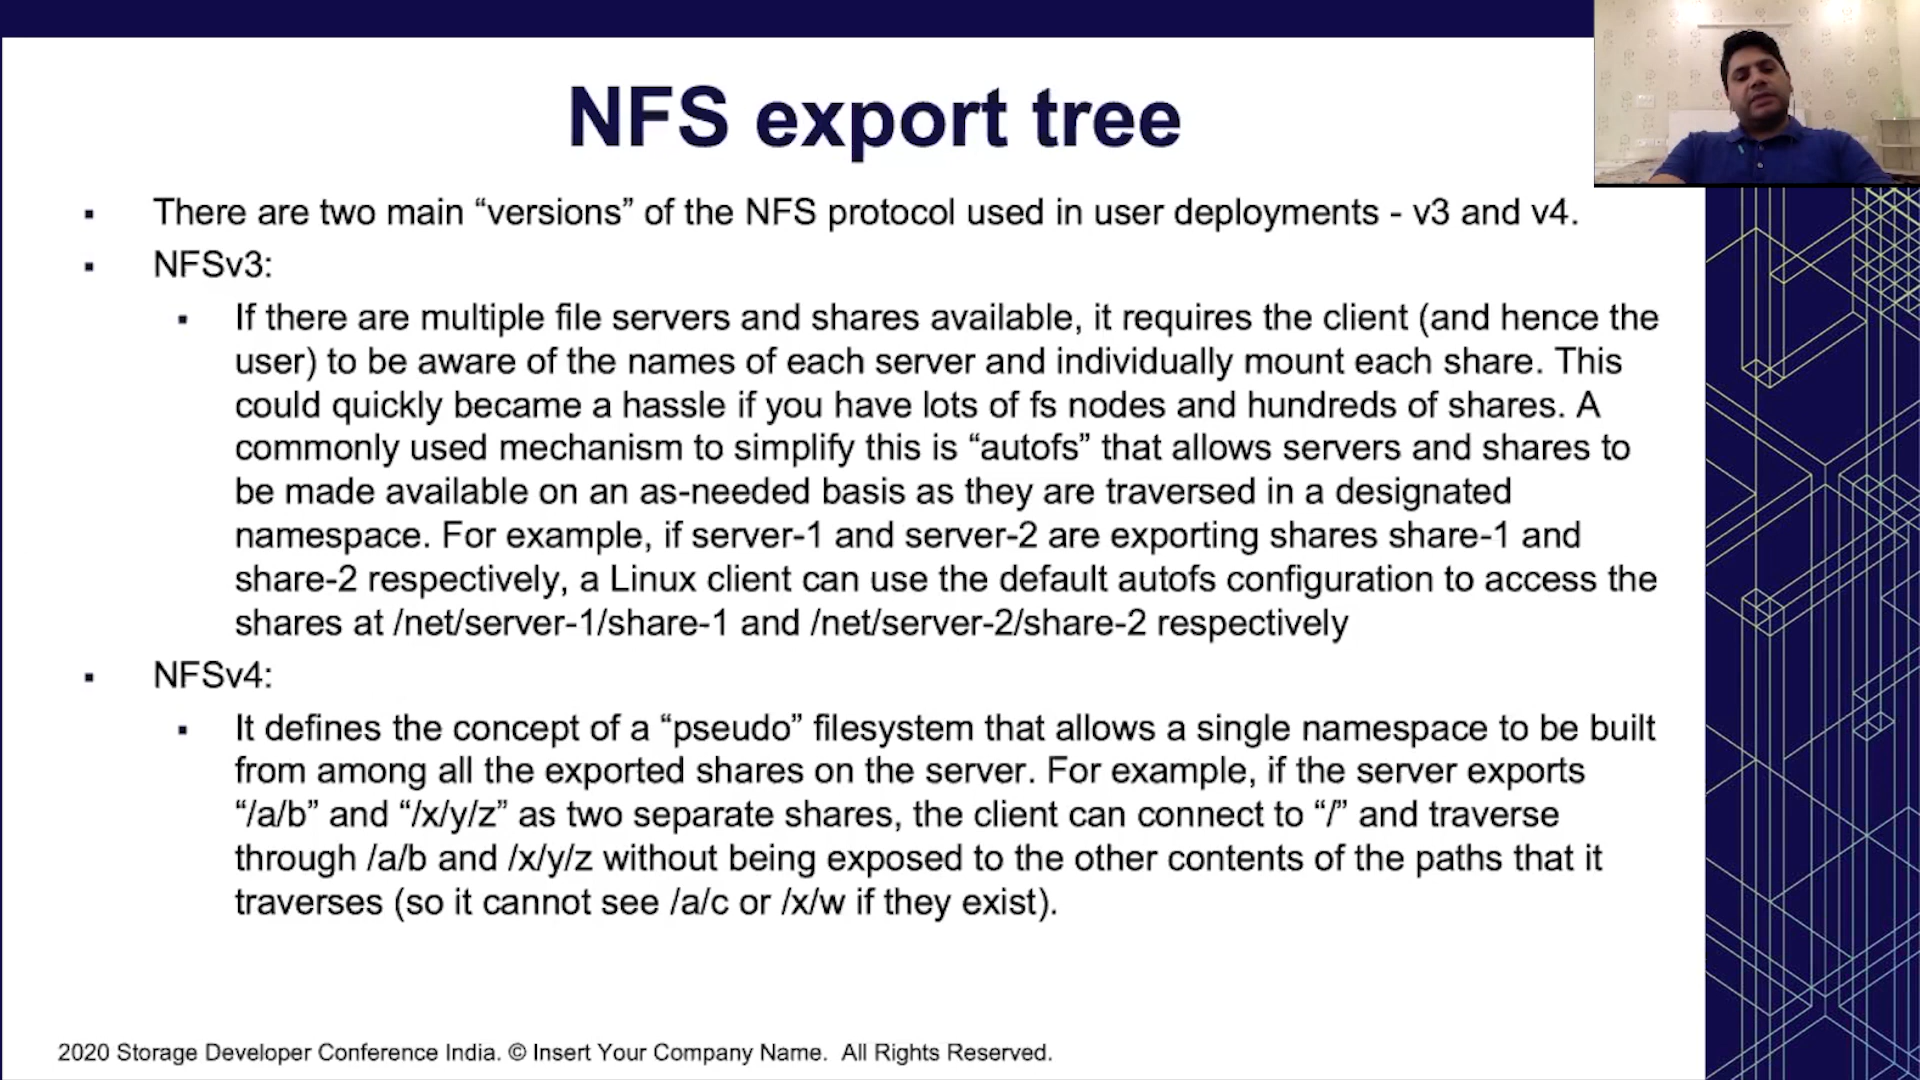 NFS export tree
▪ There are two main “versions” of the NFS protocol used in user deployments - v3 and v4.
▪ NFSv3:
▪ If there are multiple file servers and shares available, it requires the client (and hence the
user) to be aware of the names of each server and individually mount each share. This
could quickly became a hassle if you have lots of fs nodes and hundreds of shares. A
commonly used mechanism to simplify this is “autofs” that allows servers and shares to
be made available on an as-needed basis as they are traversed in a designated
namespace. For example, if server-1 and server-2 are exporting shares share-1 and
share-2 respectively, a Linux client can use the default autofs configuration to access the
shares at /net/server-1/share-1 and /net/server-2/share-2 respectively
▪ NFSv4:
▪ It defines the concept of a “pseudo” filesystem that allows a single namespace to be built
from among all the exported shares on the server. For example, if the server exports
“/a/b” and “/x/y/z” as two separate shares, the client can connect to “/” and traverse
through /a/b and /x/y/z without being exposed to the other contents of the paths that it
traverses (so it cannot see /a/c or /x/w if they exist).
2020 Storage Developer Conference India. © Insert Your Company Name. All Rights Reserved.